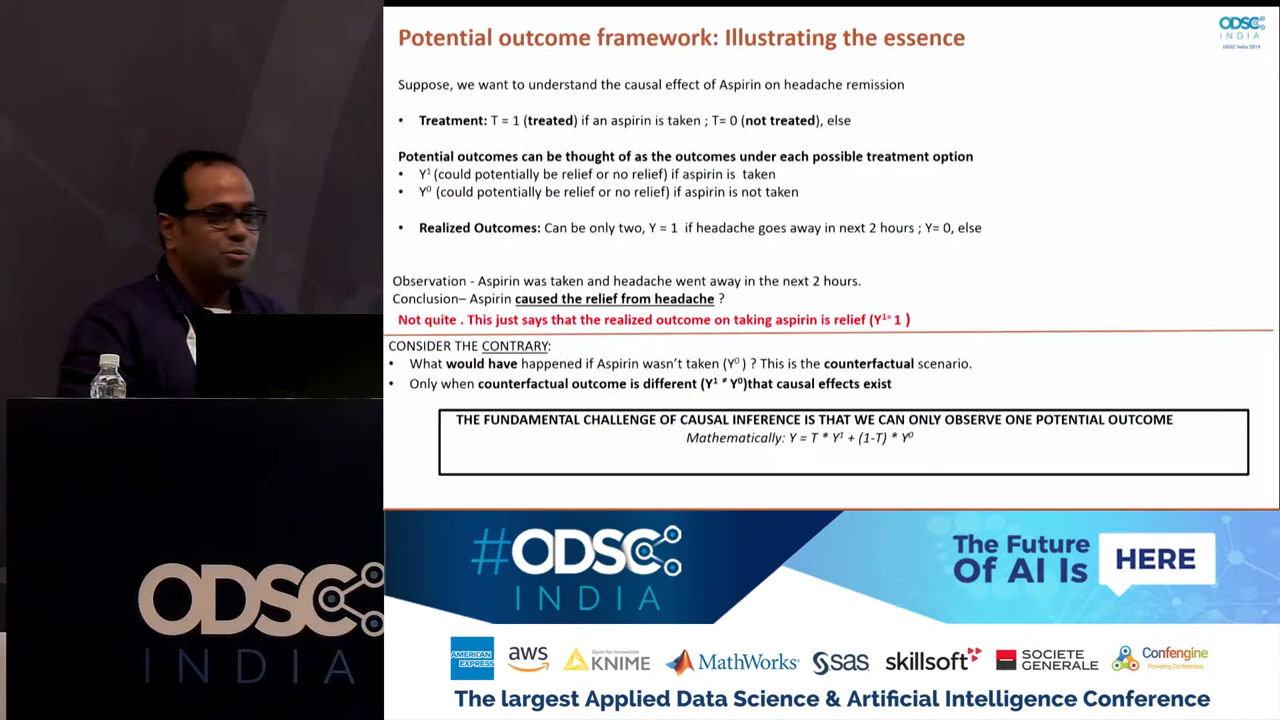 Potential outcome framework: Illustrating the essence
ODSC
INDIA
ODSC India 2019
Suppose, we want to understand the causal effect of Aspirin on headache remission
• Treatment: T = 1 (treated) if an aspirin is taken ; T= 0 (not treated), else
Potential outcomes can be thought of as the outcomes under each possible treatment option
• Y¹ (could potentially be relief or no relief) if aspirin is taken
• Y⁰ (could potentially be relief or no relief) if aspirin is not taken
• Realized Outcomes: Can be only two, Y = 1 if headache goes away in next 2 hours ; Y= 0, else
Observation - Aspirin was taken and headache went away in the next 2 hours.
Conclusion– Aspirin caused the relief from headache ?
Not quite . This just says that the realized outcome on taking aspirin is relief (Y¹⁼ 1 )
CONSIDER THE CONTRARY:
• What would have happened if Aspirin wasn't taken (Y⁰ ) ? This is the counterfactual scenario.
• Only when counterfactual outcome is different (Y¹ ≠ Y⁰)that causal effects exist
THE FUNDAMENTAL CHALLENGE OF CAUSAL INFERENCE IS THAT WE CAN ONLY OBSERVE ONE POTENTIAL OUTCOME
Mathematically: Y = T * Y¹ + (1-T) * Y⁰
#ODSC
INDIA
The Future
Of AI Is
HERE
ODSC
INDIA
AMERICAN
EXPRESS
aws
Open for Innovation
KNIME
MathWorks®
sas
skillsoft
SOCIETE
GENERALE
Confengine
Powering Conferences
The largest Applied Data Science & Artificial Intelligence Conference